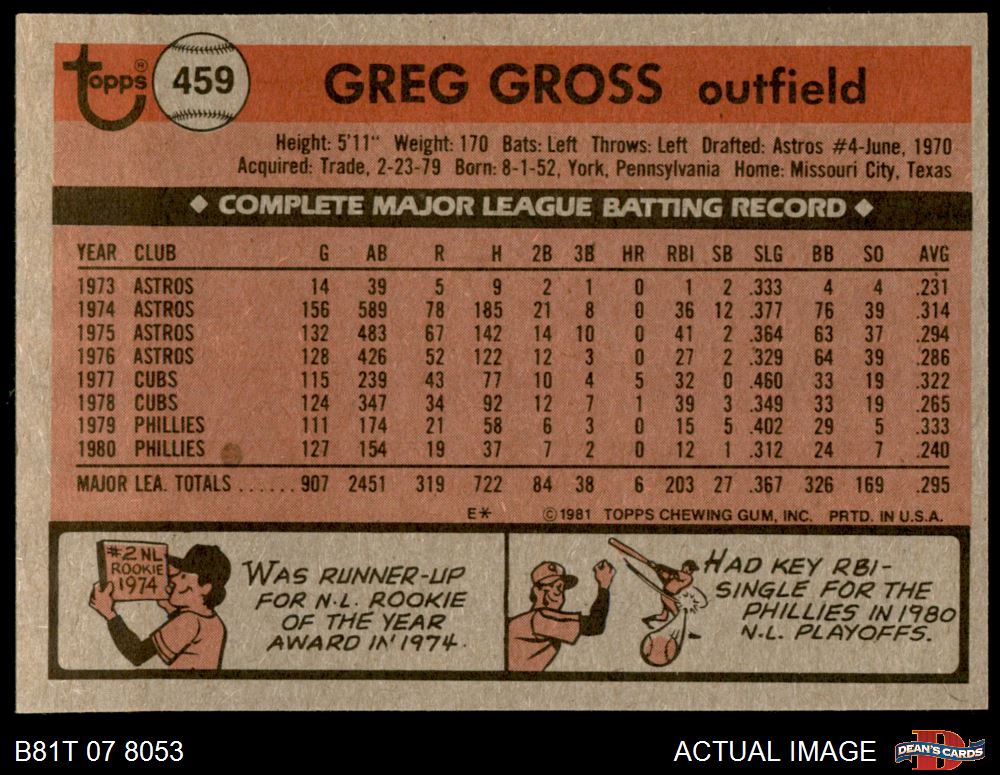 Topps® 459 GREG GROSS outfield
Height: 5'11" Weight: 170 Bats: Left Throws: Left Drafted: Astros #4-June, 1970
Acquired: Trade, 2-23-79 Born: 8-1-52, York, Pennsylvania Home: Missouri City, Texas
◆ COMPLETE MAJOR LEAGUE BATTING RECORD ◆
YEAR CLUB G AB R H 2B 3B HR RBI SB SLG BB SO AVG
1973 ASTROS 14 39 5 9 2 1 0 1 2 .333 4 4 .231
1974 ASTROS 156 589 78 185 21 8 0 36 12 .377 76 39 .314
1975 ASTROS 132 483 67 142 14 10 0 41 2 .364 63 37 .294
1976 ASTROS 128 426 52 122 12 3 0 27 2 .329 64 39 .286
1977 CUBS 115 239 43 77 10 4 5 32 0 .460 33 19 .322
1978 CUBS 124 347 34 92 12 7 1 39 3 .349 33 19 .265
1979 PHILLIES 111 174 21 58 6 3 0 15 5 .402 29 5 .333
1980 PHILLIES 127 154 19 37 7 2 0 12 1 .312 24 7 .240
MAJOR LEA. TOTALS ...... 907 2451 319 722 84 38 6 203 27 .367 326 169 .295
E* ©1981 TOPPS CHEWING GUM, INC. PRTD. IN U.S.A.
#2 NL
ROOKIE
1974
WAS RUNNER-UP
FOR N.L. ROOKIE
OF THE YEAR
AWARD IN 1974.
HAD KEY RBI-
SINGLE FOR THE
PHILLIES IN 1980
N.L. PLAYOFFS.
B81T 07 8053 ACTUAL IMAGE DEAN'S CARDS